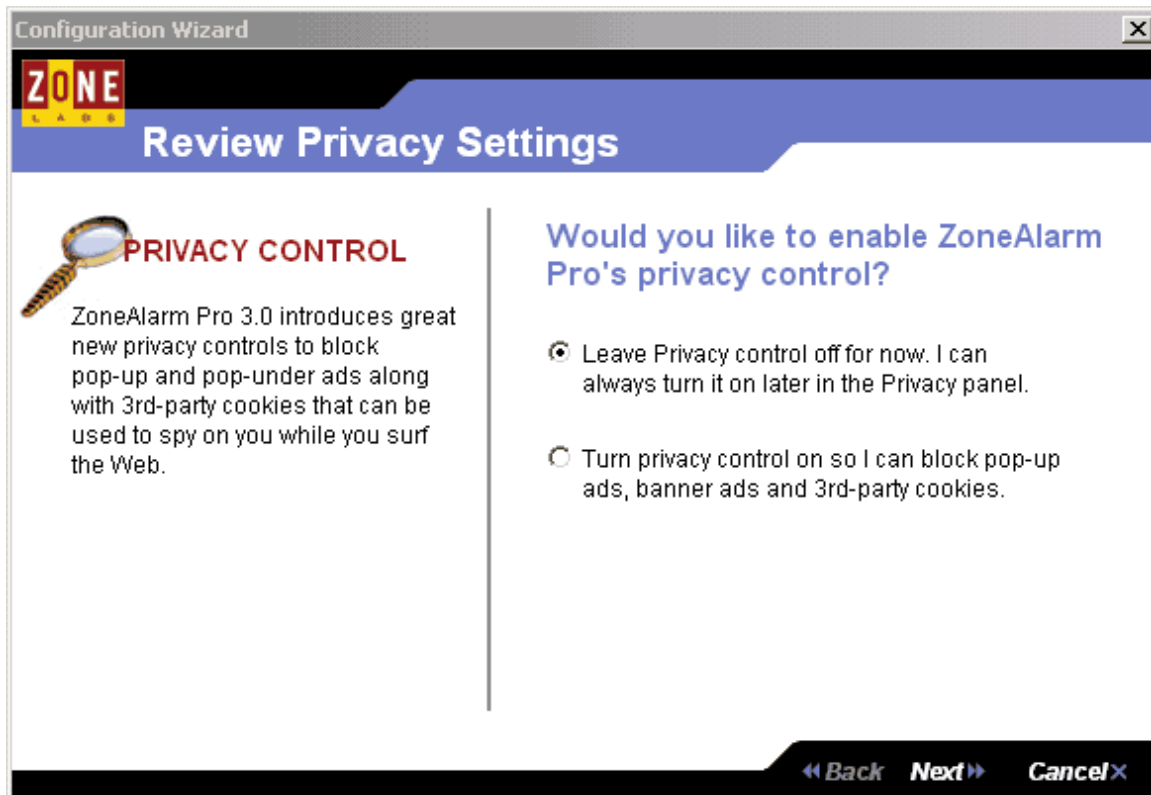 Configuration Wizard
ZONE
LABS
Review Privacy Settings
PRIVACY CONTROL
ZoneAlarm Pro 3.0 introduces great
new privacy controls to block
pop-up and pop-under ads along
with 3rd-party cookies that can be
used to spy on you while you surf
the Web.
Would you like to enable ZoneAlarm
Pro's privacy control?
Leave Privacy control off for now. I can
always turn it on later in the Privacy panel.
Turn privacy control on so I can block pop-up
ads, banner ads and 3rd-party cookies.
Back Next Cancel